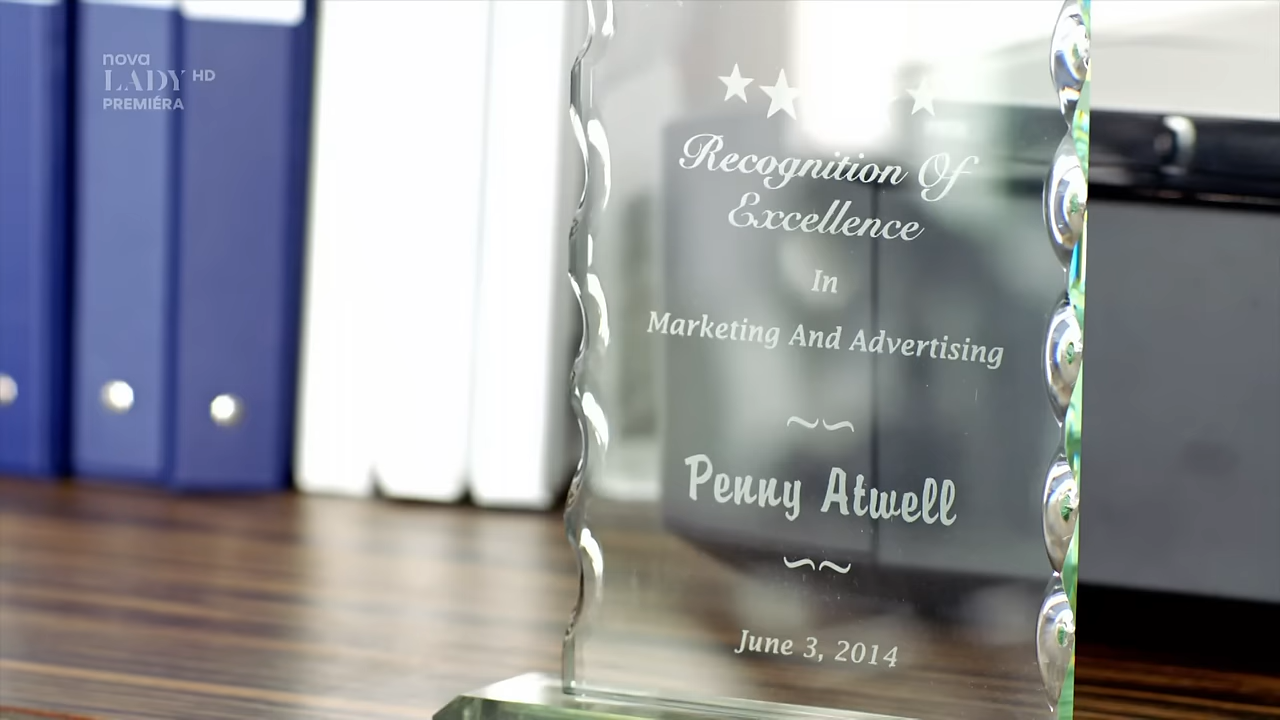 nova
LADY HD
PREMIÉRA
Recognition Of
Excellence
In
Marketing And Advertising
Penny Atwell
June 3, 2014